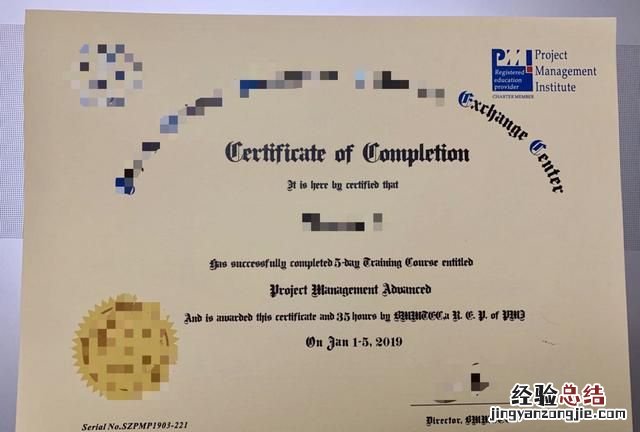 PMI
Registered
education
provider
CHARTER MEMBER
Project
Management
Institute
Exchange Center
Certificate of Completion
It is here by certified that
Has successfully completed 5-day Training Course entitled
Project Management Advanced
And is awarded this certificate and 35 hours by a R. E. P. of PMI
On Jan 1-5, 2019
Director,
Serial No.SZPMP1903-221
经验总结
jingyanzongjie.com